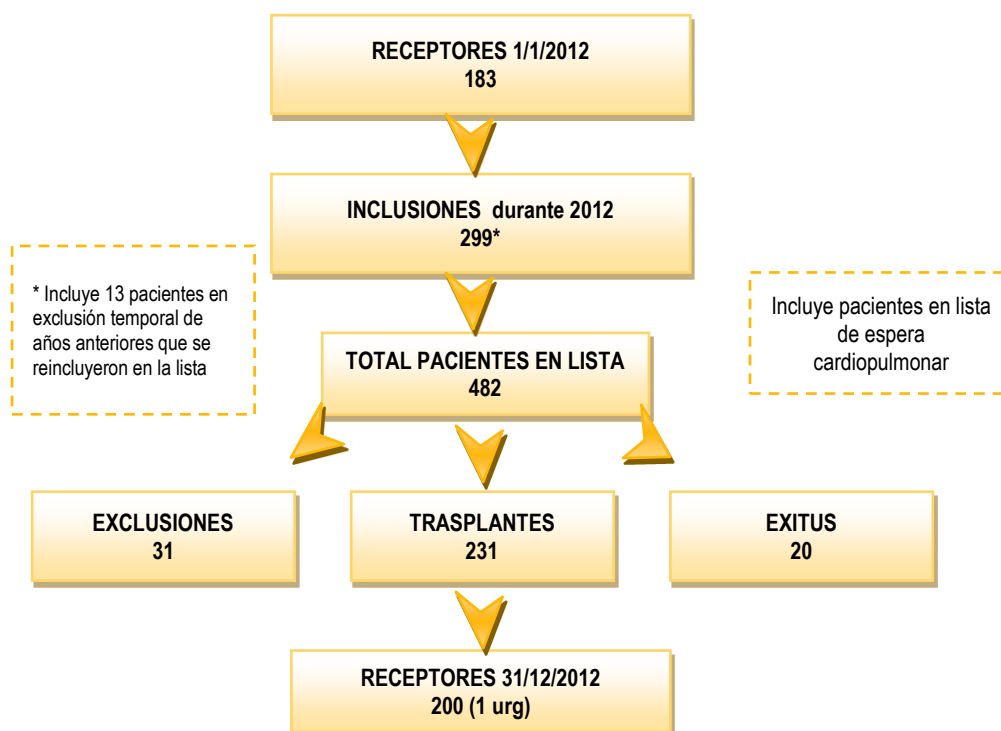 RECEPTORES 1/1/2012
183
INCLUSIONES durante 2012
299*
* Incluye 13 pacientes en
exclusión temporal de
años anteriores que se
reincluyeron en la lista
Incluye pacientes en lista
de espera
cardiopulmonar
TOTAL PACIENTES EN LISTA
482
EXCLUSIONES
31
TRASPLANTES
231
EXITUS
20
RECEPTORES 31/12/2012
200 (1 urg)